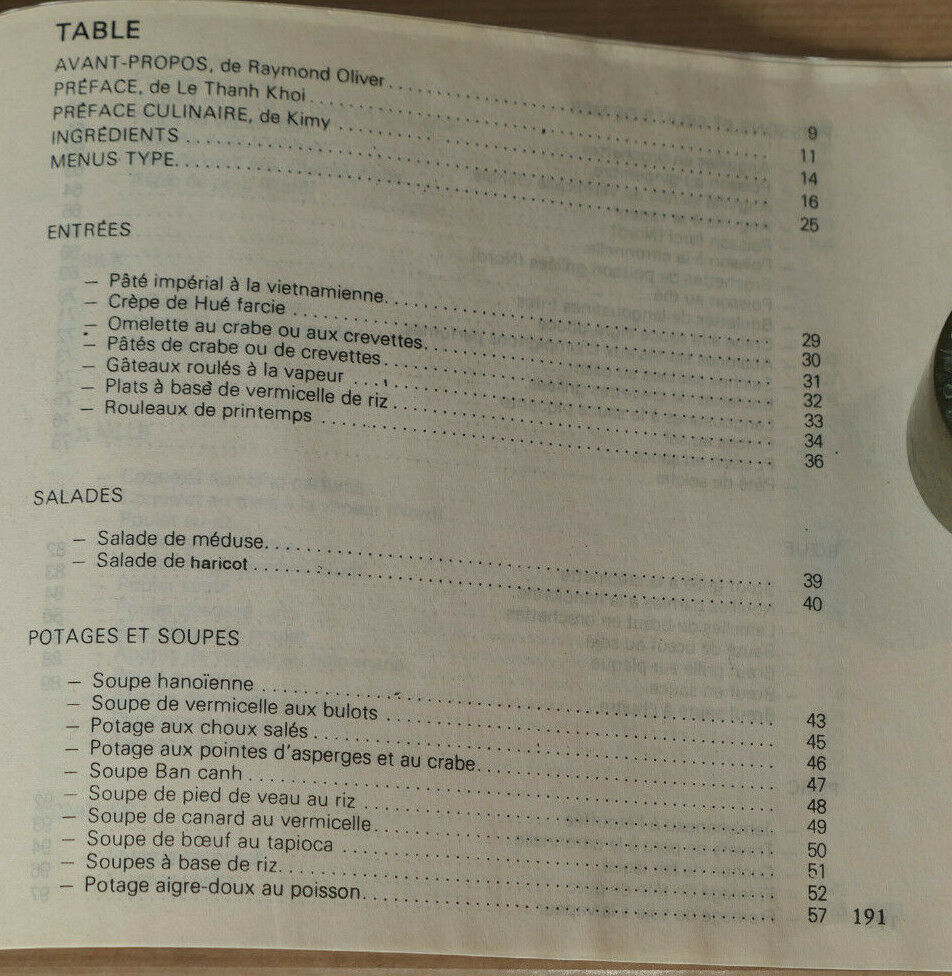 TABLE
AVANT-PROPOS, de Raymond Oliver ........ 9
PRÉFACE, de Le Thanh Khoi ........ 11
PRÉFACE CULINAIRE, de Kimy ........ 14
INGRÉDIENTS ........ 16
MENUS TYPE ........ 25
ENTRÉES
— Pâté impérial à la vietnamienne ........ 29
— Crèpe de Hué farcie ........ 30
— Omelette au crabe ou aux crevettes ........ 31
— Pâtés de crabe ou de crevettes ........ 32
— Gâteaux roulés à la vapeur ........ 33
— Plats à base de vermicelle de riz ........ 34
— Rouleaux de printemps ........ 36
SALADES
— Salade de méduse ........ 39
— Salade de haricot ........ 40
POTAGES ET SOUPES
— Soupe hanoïenne ........ 43
— Soupe de vermicelle aux bulots ........ 45
— Potage aux choux salés ........ 46
— Potage aux pointes d'asperges et au crabe ........ 47
— Soupe Ban canh ........ 48
— Soupe de pied de veau au riz ........ 49
— Soupe de canard au vermicelle ........ 50
— Soupe de bœuf au tapioca ........ 51
— Soupes à base de riz ........ 52
— Potage aigre-doux au poisson ........ 57
191